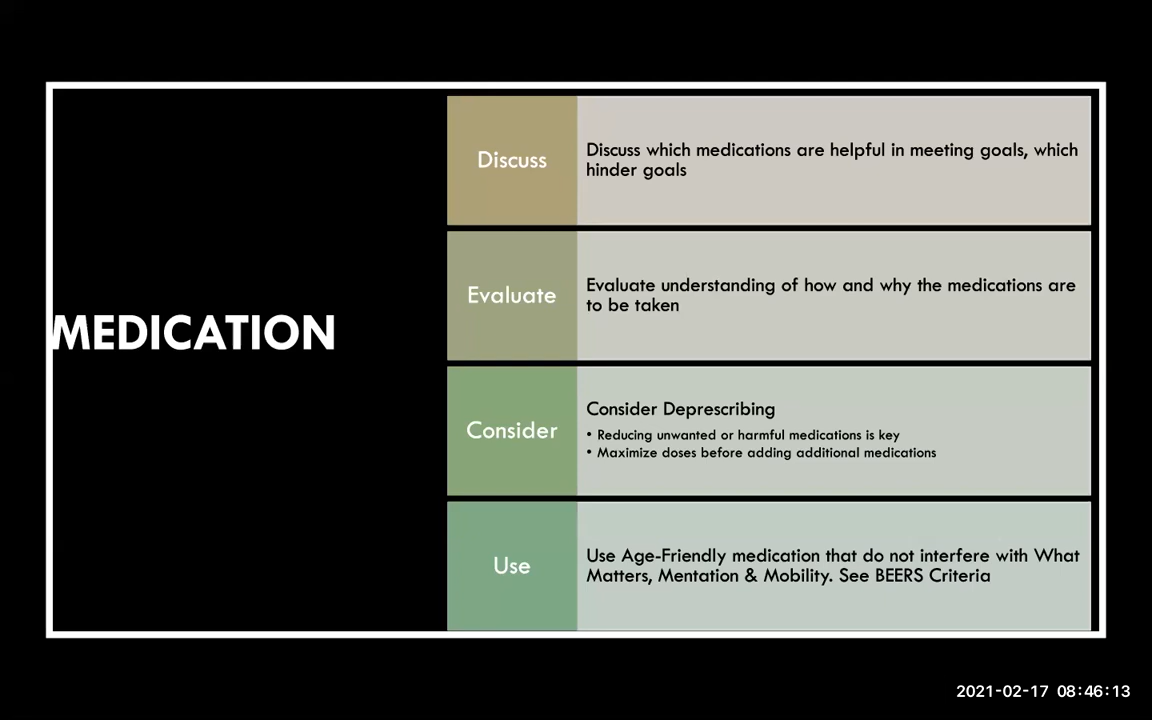 MEDICATION
Discuss
Discuss which medications are helpful in meeting goals, which
hinder goals
Evaluate
Evaluate understanding of how and why the medications are
to be taken
Consider
Consider Deprescribing
• Reducing unwanted or harmful medications is key
• Maximize doses before adding additional medications
Use
Use Age-Friendly medication that do not interfere with What
Matters, Mentation & Mobility. See BEERS Criteria
2021-02-17 08:46:13